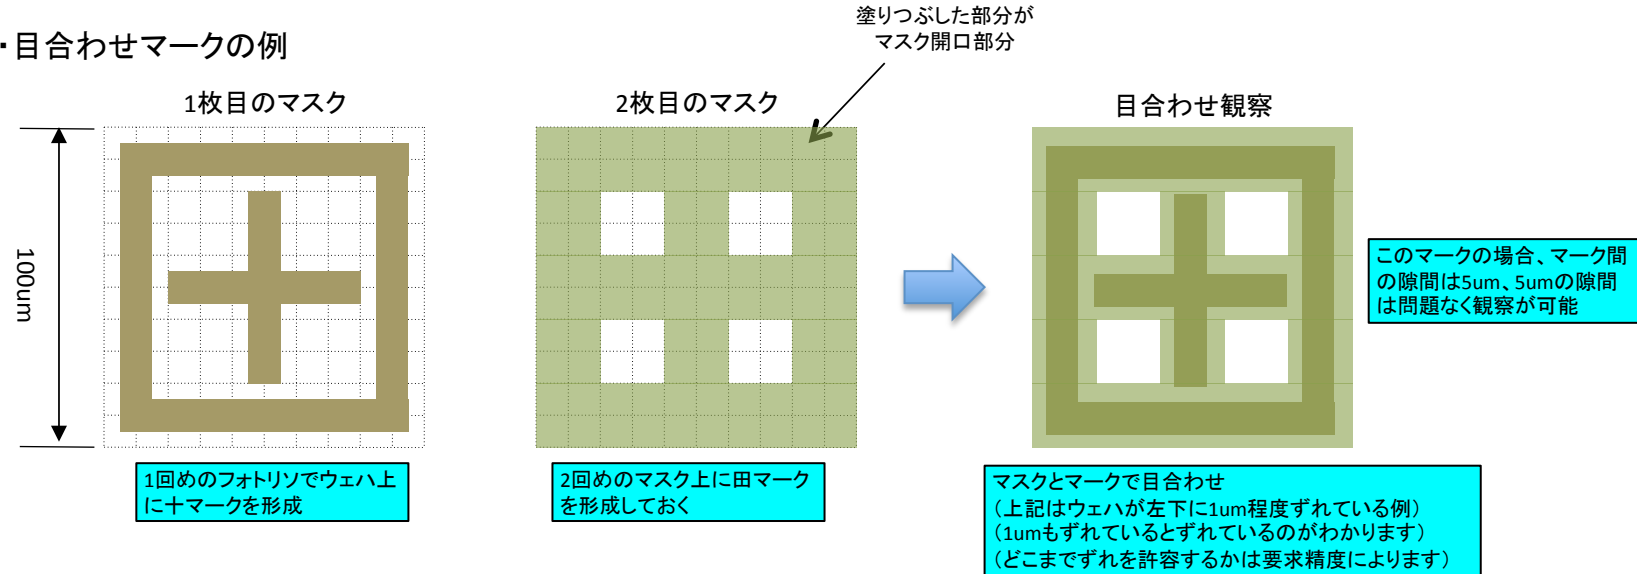 ・目合わせマークの例
塗りつぶした部分が
マスク開口部分
1枚目のマスク
2枚目のマスク
目合わせ観察
100um
このマークの場合、マーク間
の隙間は5um、5umの隙間
は問題なく観察が可能
1回めのフォトリソでウェハ上
に十マークを形成
2回めのマスク上に田マーク
を形成しておく
マスクとマークで目合わせ
（上記はウェハが左下に1um程度ずれている例）
（1umもずれているとずれているのがわかります）
（どこまでずれを許容するかは要求精度によります）